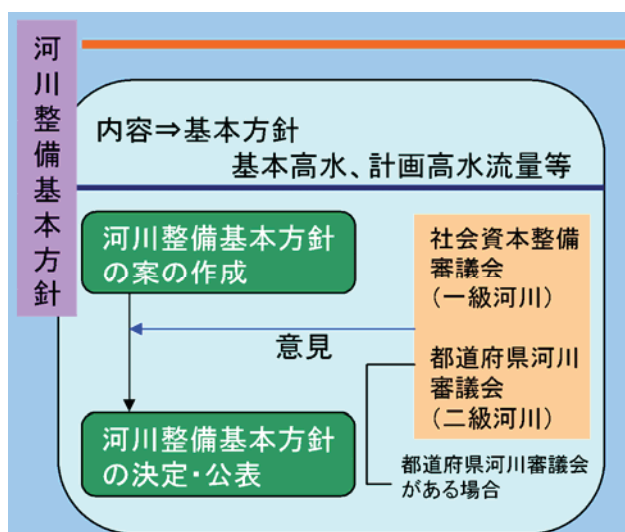 河川整備基本方針
内容⇒基本方針
基本高水、計画高水流量等
河川整備基本方針
の案の作成
社会資本整備
審議会
(一級河川)
意見
都道府県河川
審議会
(二級河川)
河川整備基本方針
の決定・公表
都道府県河川審議会
がある場合